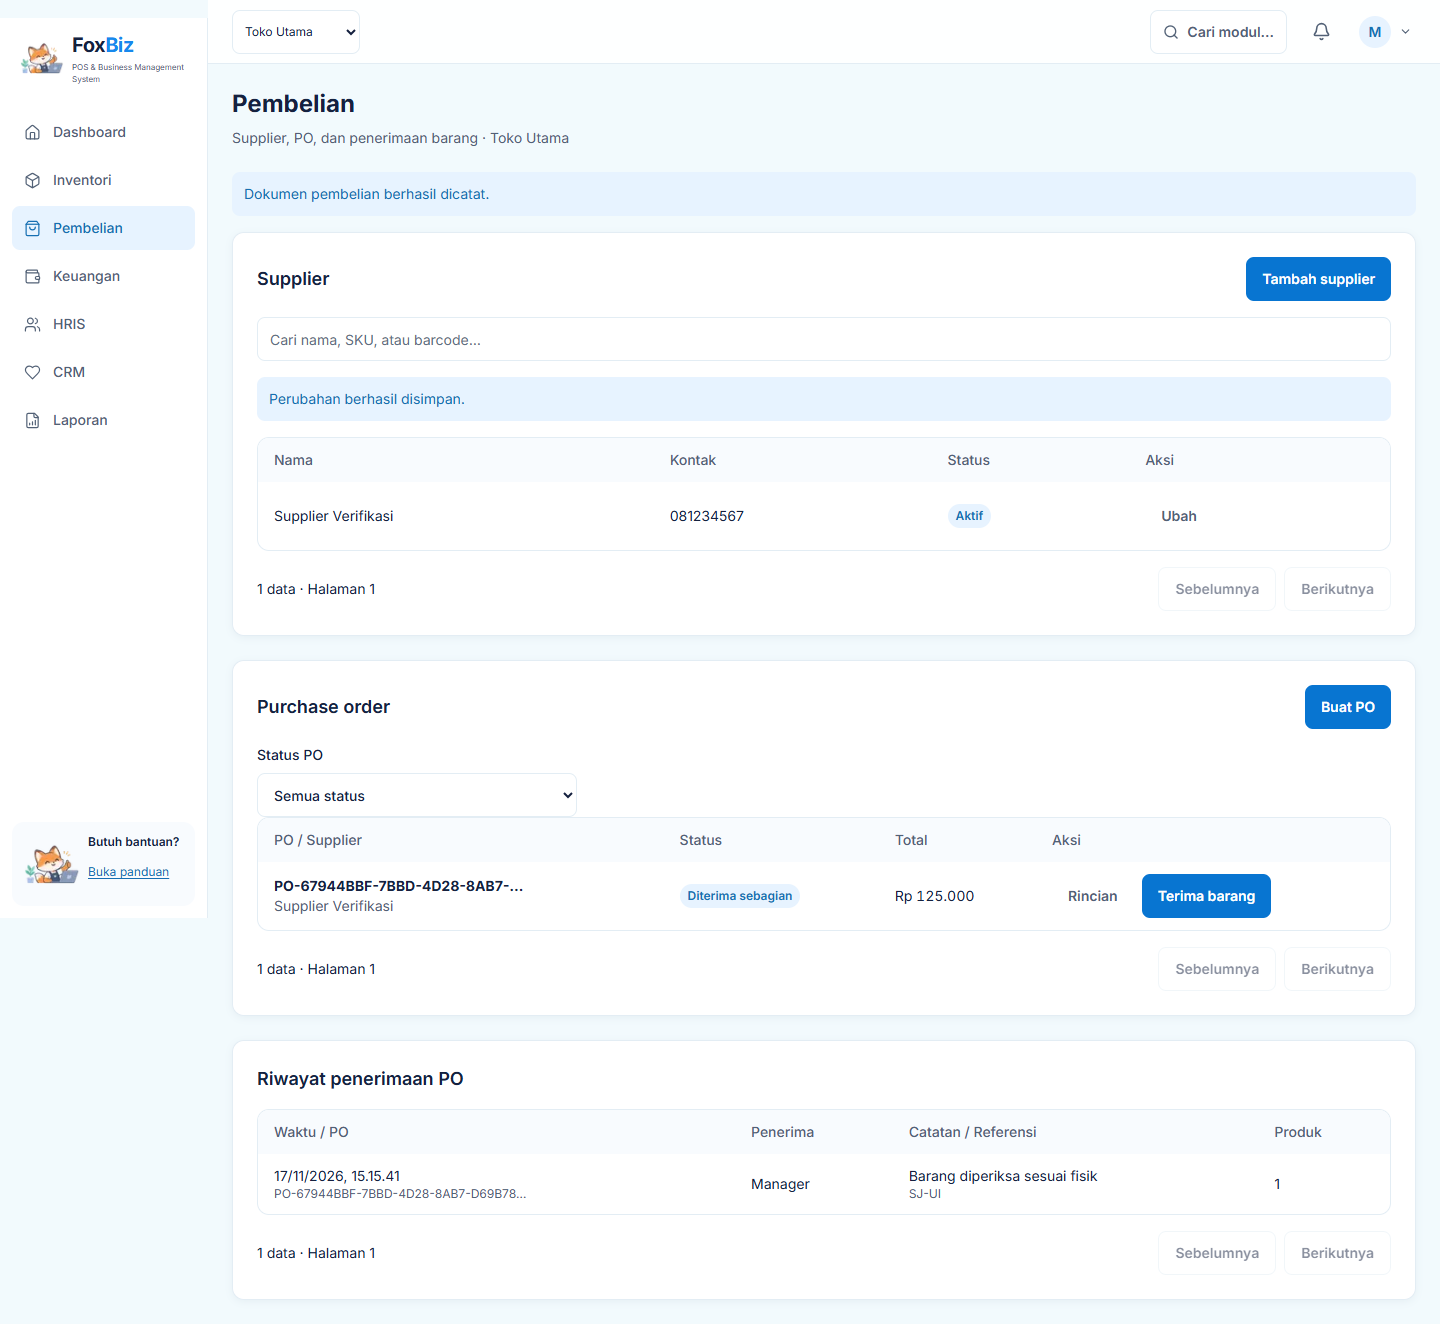 FoxBiz
POS & Business Management
System
Toko Utama
Cari modul...
M
Dashboard
Inventori
Pembelian
Keuangan
HRIS
CRM
Laporan
Butuh bantuan?
Buka panduan
Pembelian
Supplier, PO, dan penerimaan barang · Toko Utama
Dokumen pembelian berhasil dicatat.
Supplier
Tambah supplier
Cari nama, SKU, atau barcode...
Perubahan berhasil disimpan.
Nama Kontak Status Aksi
Supplier Verifikasi 081234567 Aktif Ubah
1 data · Halaman 1 Sebelumnya Berikutnya
Purchase order
Buat PO
Status PO
Semua status
PO / Supplier Status Total Aksi
PO-67944BBF-7BBD-4D28-8AB7-...
Supplier Verifikasi
Diterima sebagian Rp 125.000 Rincian Terima barang
1 data · Halaman 1 Sebelumnya Berikutnya
Riwayat penerimaan PO
Waktu / PO Penerima Catatan / Referensi Produk
17/11/2026, 15.15.41
PO-67944BBF-7BBD-4D28-8AB7-D69B78...
Manager
Barang diperiksa sesuai fisik
SJ-UI
1
1 data · Halaman 1 Sebelumnya Berikutnya